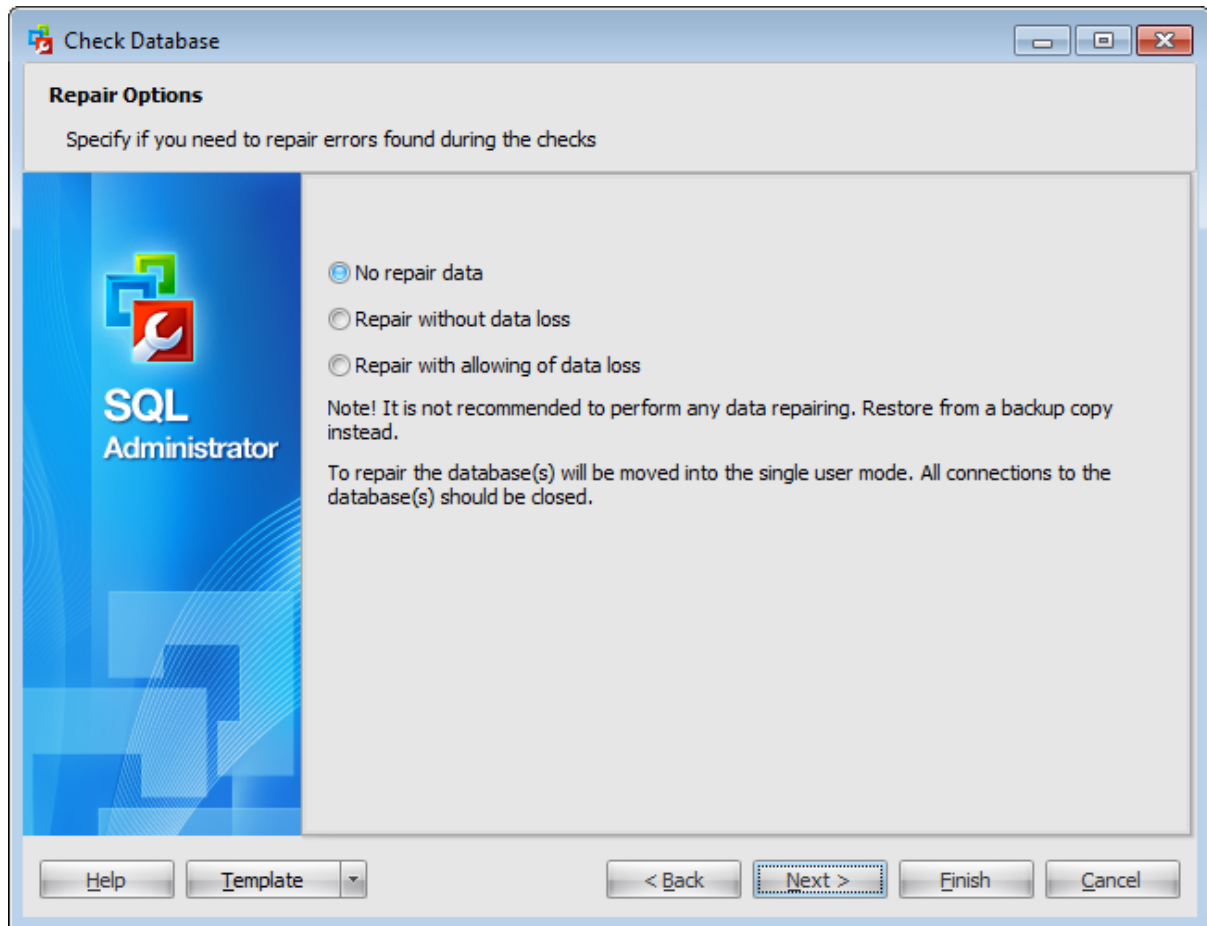 Check Database
Repair Options
Specify if you need to repair errors found during the checks
SQL
Administrator
No repair data
Repair without data loss
Repair with allowing of data loss
Note! It is not recommended to perform any data repairing. Restore from a backup copy
instead.
To repair the database(s) will be moved into the single user mode. All connections to the
database(s) should be closed.
Help
Template
< Back
Next >
Finish
Cancel